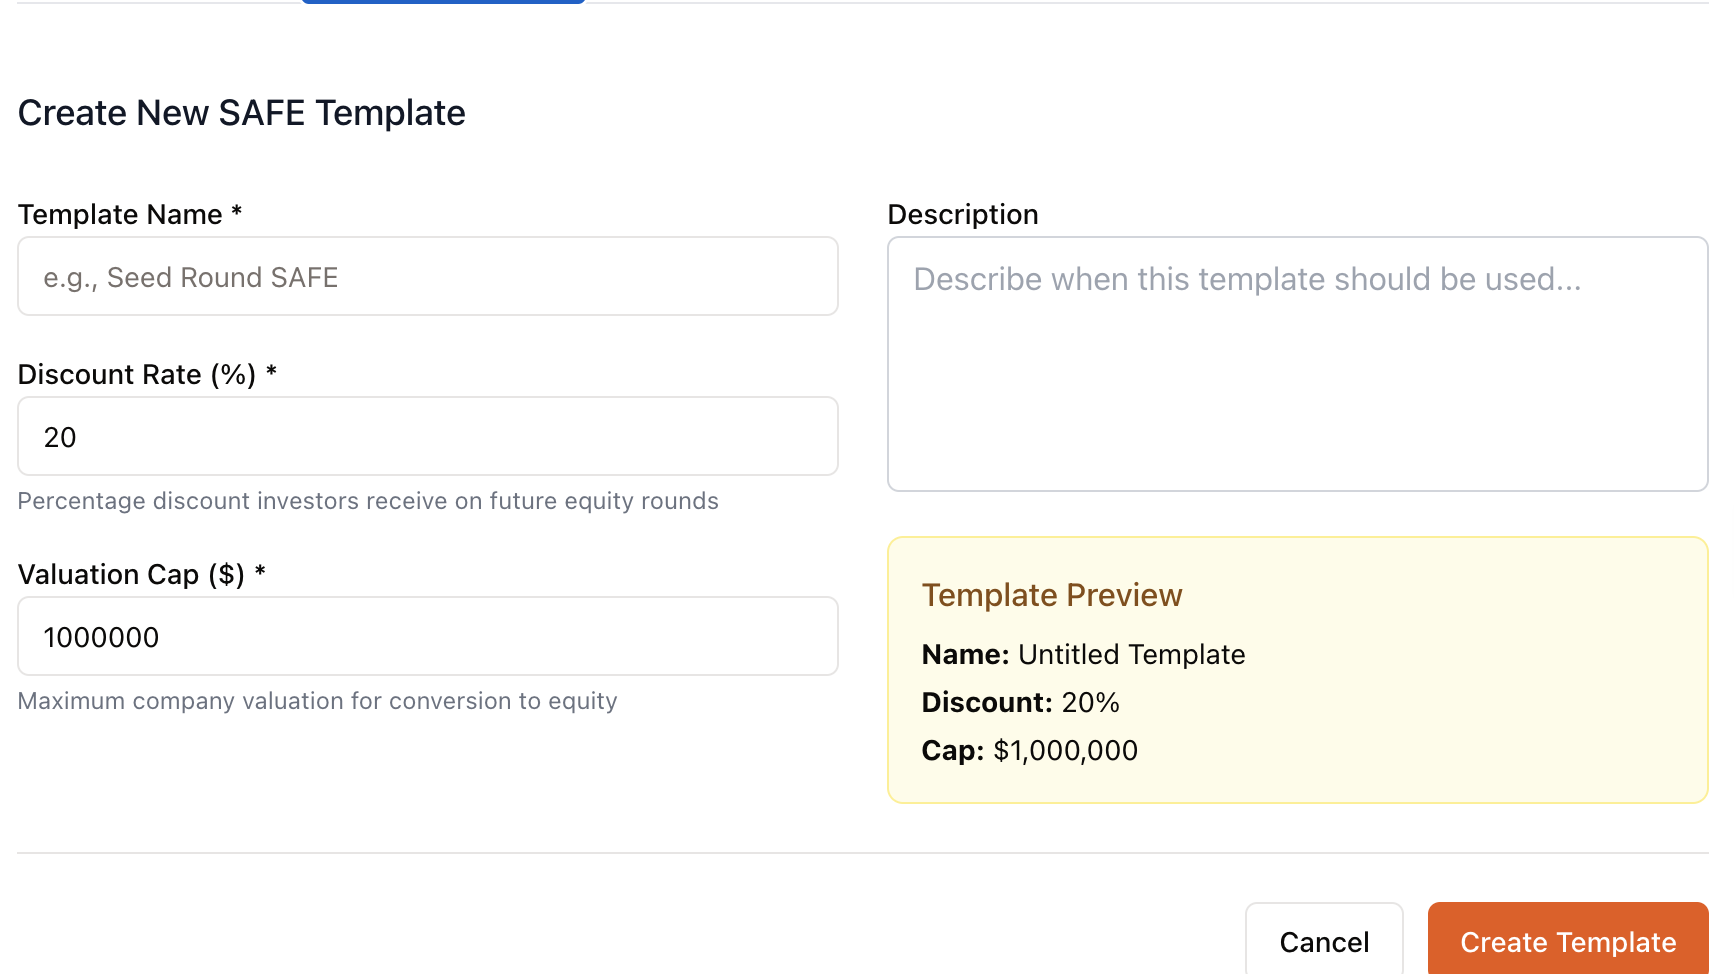 Create New SAFE Template
Template Name *
e.g., Seed Round SAFE
Discount Rate (%) *
20
Percentage discount investors receive on future equity rounds
Valuation Cap ($) *
1000000
Maximum company valuation for conversion to equity
Description
Describe when this template should be used...
Template Preview
Name: Untitled Template
Discount: 20%
Cap: $1,000,000
Cancel
Create Template